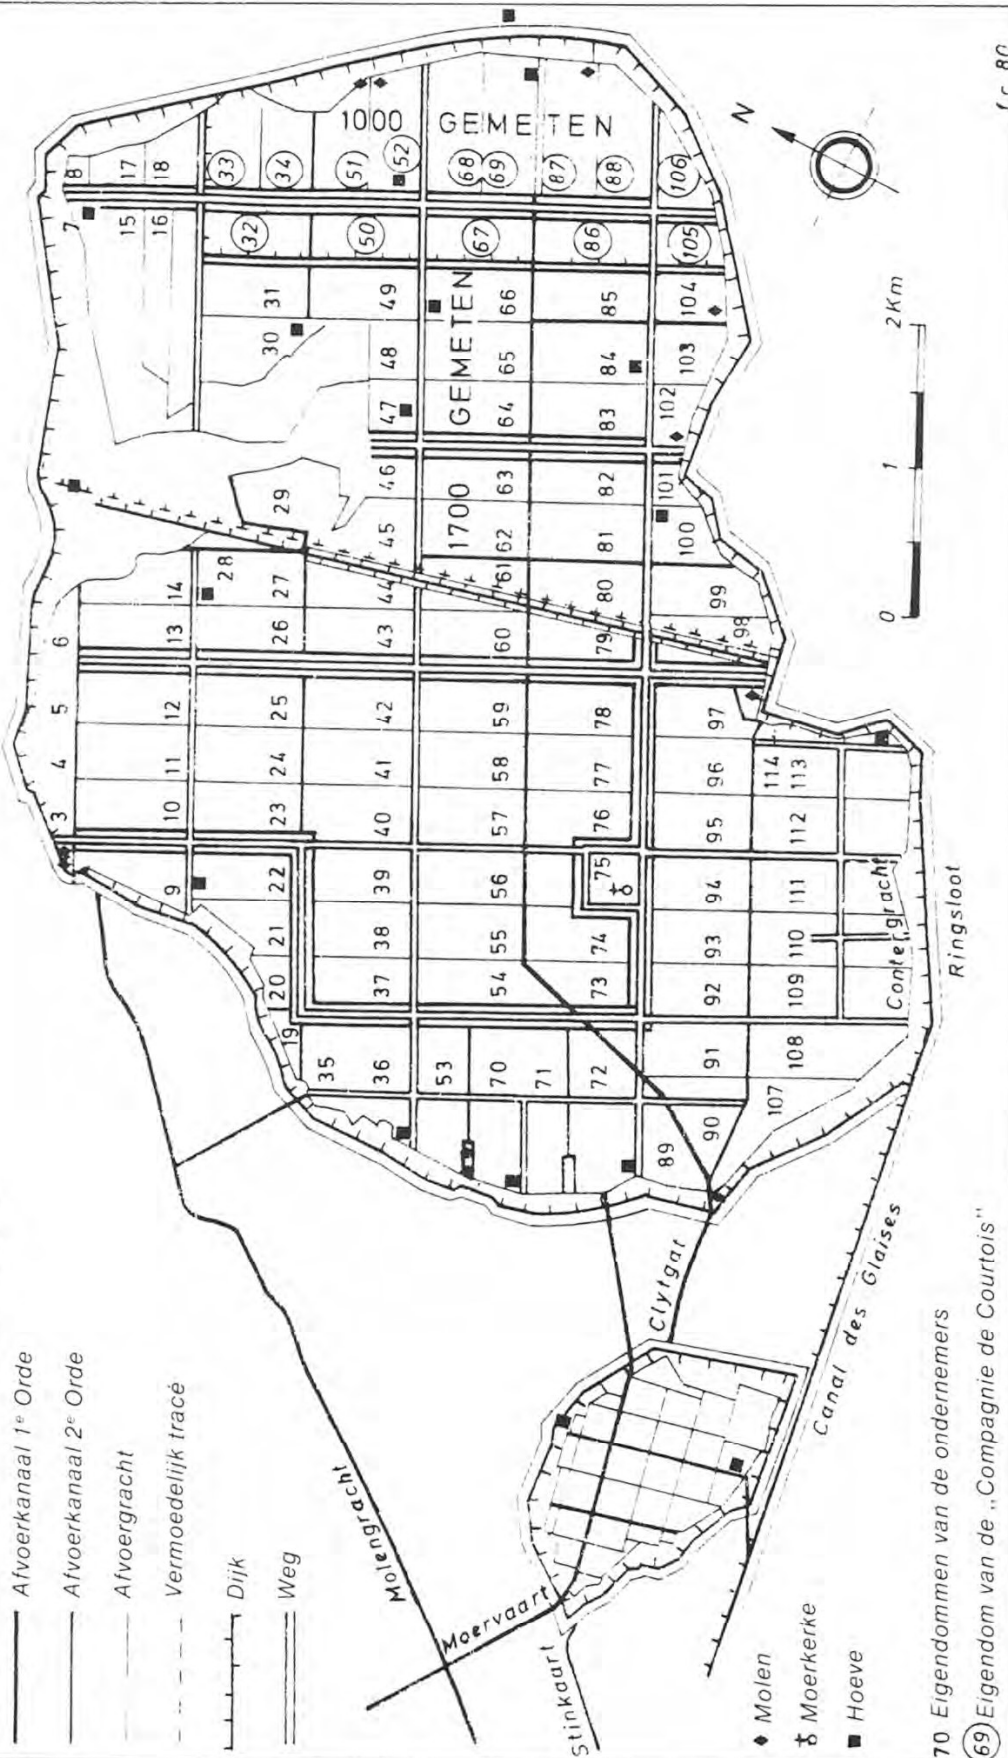 Afvoerkanaal 1e Orde
Afvoerkanaal 2e Orde
Afvoergracht
Vermoedelijk tracé
Dijk
Weg
Molen
Moerkerke
Hoeve
70 Eigendommen van de ondernemers
69 Eigendom van de ,,Compagnie de Courtois"
Molengracht
Moervaart
Stinkaart
Clytgat
Canal des Glaises
Ringsloot
Contergracht
1000 GEMETEN
1700 GEMETEN
N
0 1 2 Km
3 4 5 6 7 8
9 10 11 12 13 14 15 16 17 18
19 20 21 22 23 24 25 26 27 28 29 30 31 32 33 34
35 36 37 38 39 40 41 42 43 44 45 46 47 48 49 50 51 52
53 54 55 56 57 58 59 60 61 62 63 64 65 66 67 68 69
70 71 72 73 74 75 76 77 78 79 80 81 82 83 84 85 86 87 88
89 90 91 92 93 94 95 96 97 98 99 100 101 102 103 104 105 106
107 108 109 110 111 112 113 114